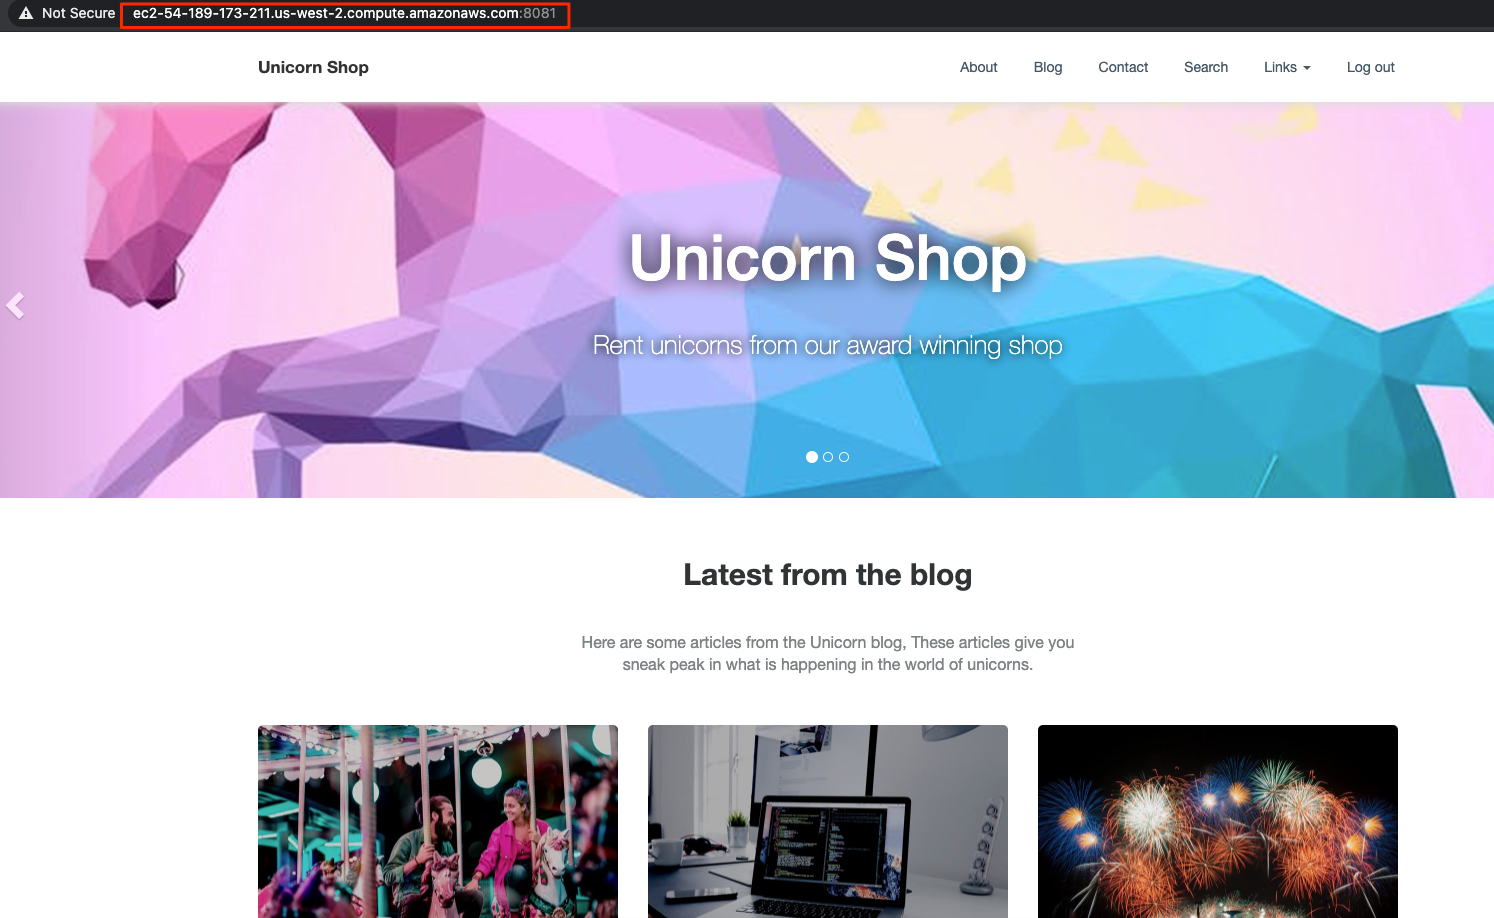 Not Secure ec2-54-189-173-211.us-west-2.compute.amazonaws.com:8081
Unicorn Shop About Blog Contact Search Links Log out
Unicorn Shop
Rent unicorns from our award winning shop
Latest from the blog
Here are some articles from the Unicorn blog, These articles give you
sneak peak in what is happening in the world of unicorns.